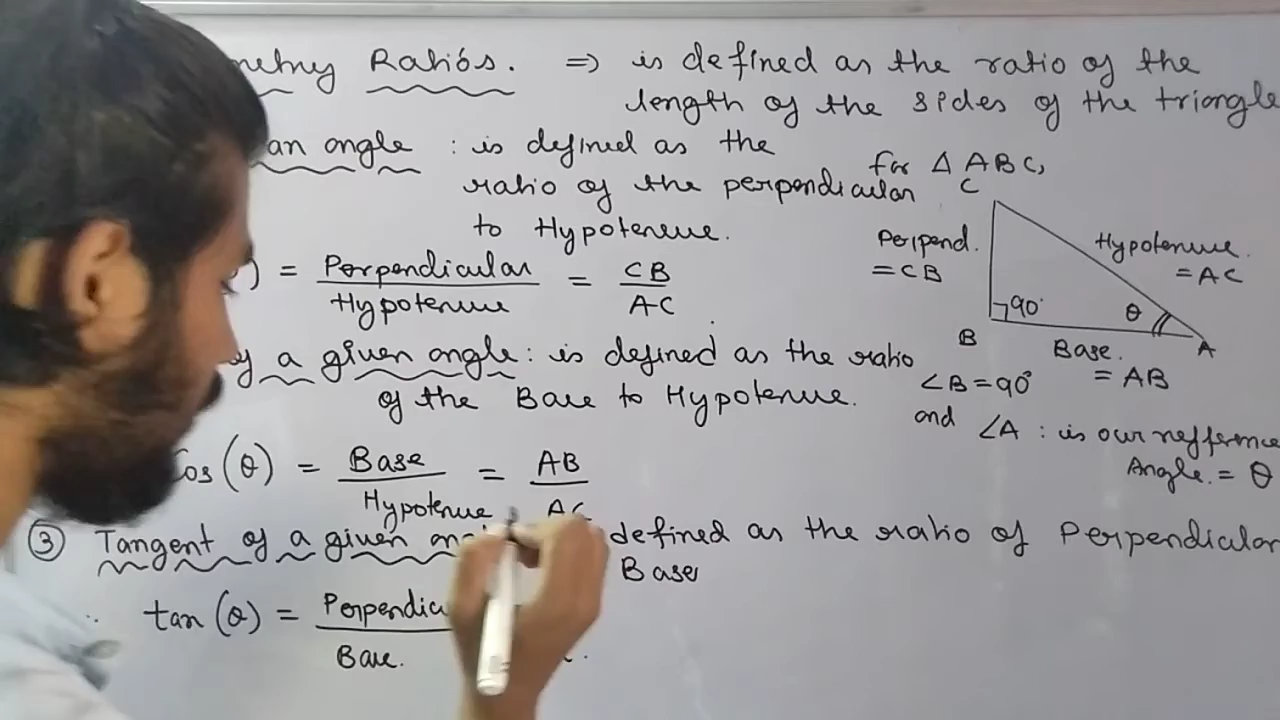 Ratios. ⇒ is defined as the ratio of the
length of the sides of the triangle
an angle : is defined as the
ratio of the perpendicular
to Hypotenuse.
for Δ ABC,
C
Perpend.
= CB
Hypotenuse
= AC
90°
θ
B
A
Base.
= AB
) = Perpendicular / Hypotenuse = CB / AC
a given angle : is defined as the ratio
of the Base to Hypotenuse.
∠B = 90°
and ∠A : is our refference
Angle. = θ
Cos (θ) = Base / Hypotenuse = AB / AC
③ Tangent of a given defined as the ratio of Perpendicular
Base
tan (θ) = / Base.